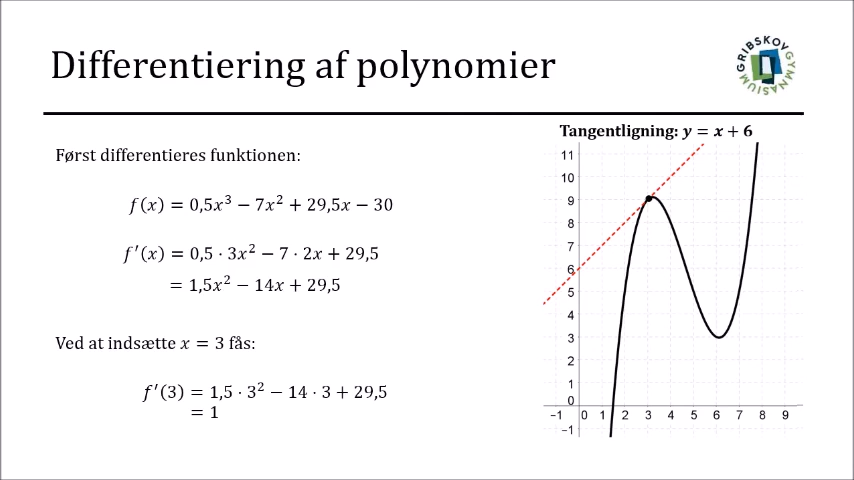 Differentiering af polynomier
GRIBSKOV GYMNASIUM
Først differentieres funktionen:
f(x) = 0,5x³ − 7x² + 29,5x − 30
f′(x) = 0,5 · 3x² − 7 · 2x + 29,5
= 1,5x² − 14x + 29,5
Ved at indsætte x = 3 fås:
f′(3) = 1,5 · 3² − 14 · 3 + 29,5
= 1
Tangentligning: y = x + 6
11
10
9
8
7
6
5
4
3
2
1
0
−1 0 1 2 3 4 5 6 7 8 9
−1